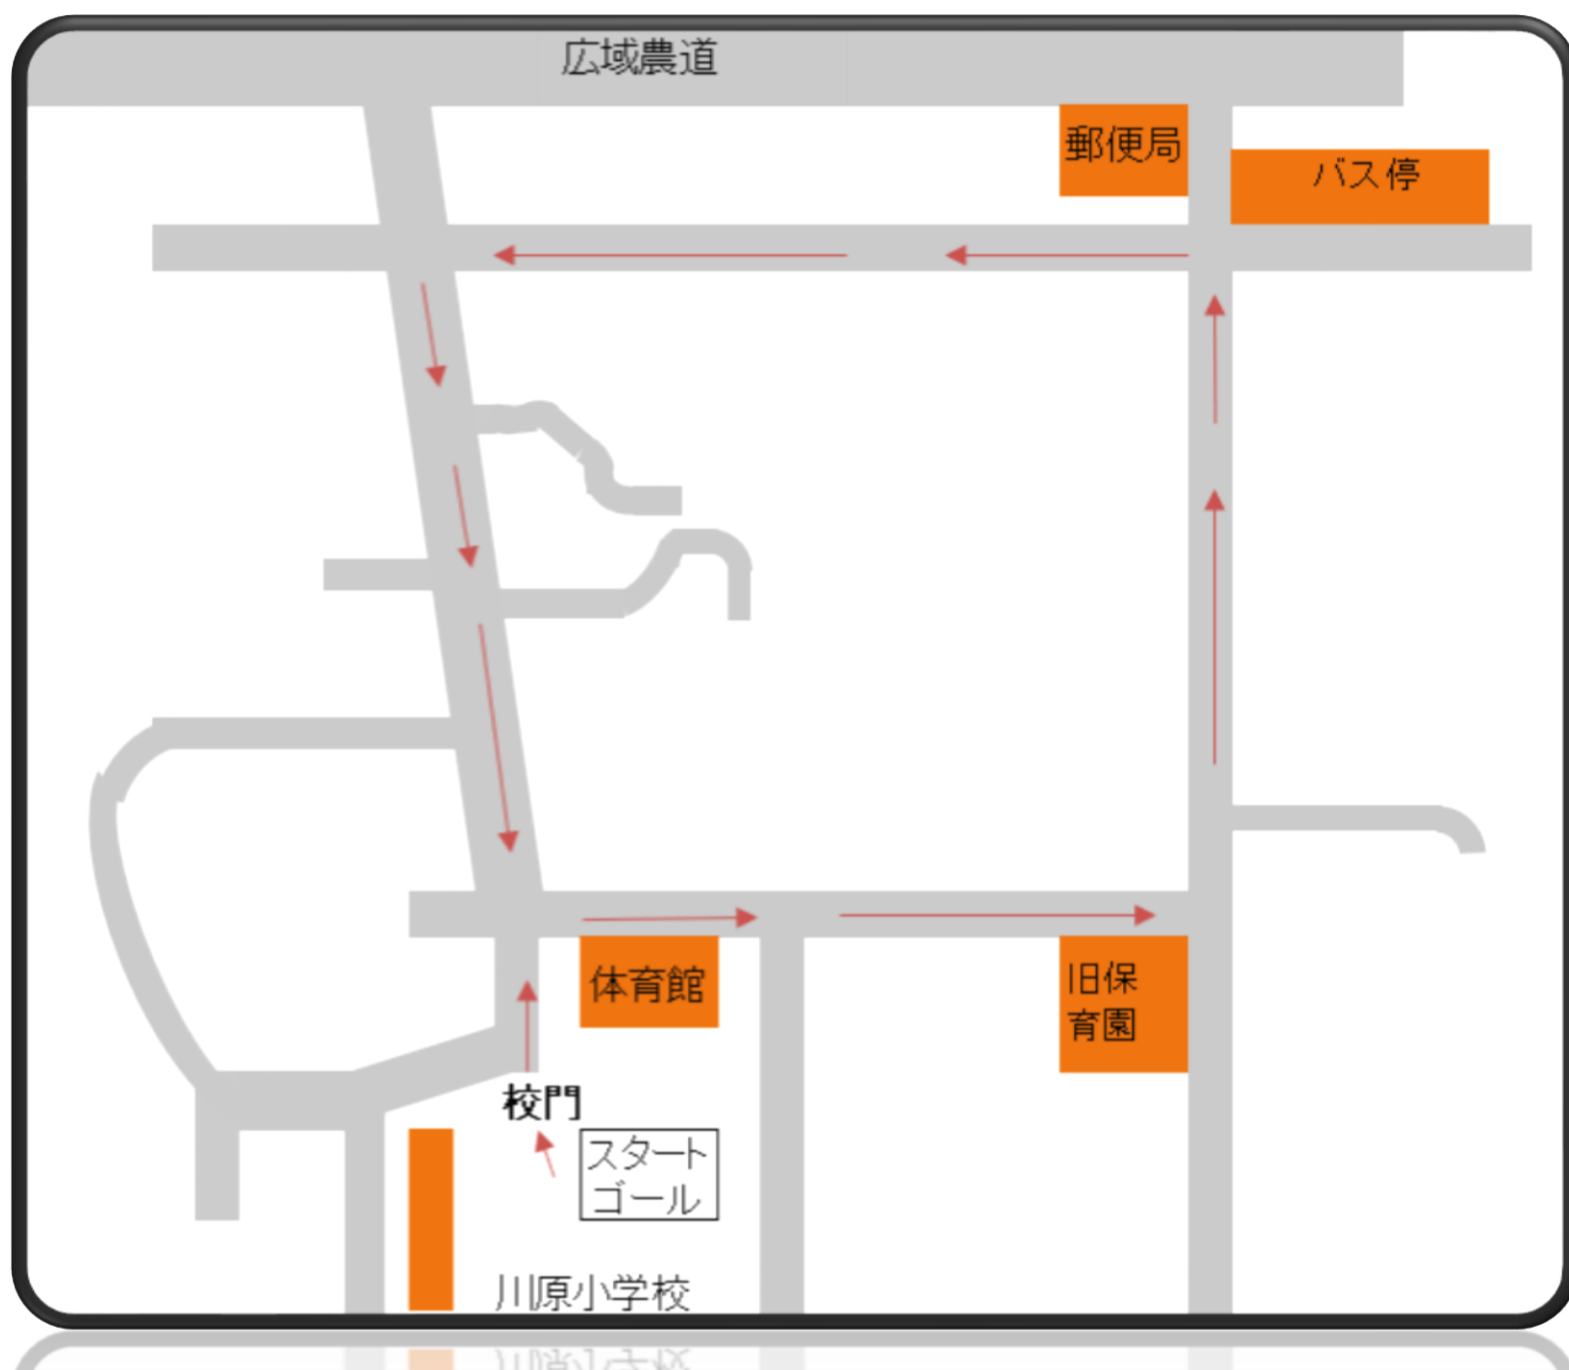 広域農道
郵便局
バス停
体育館
旧保
育園
校門
スタート
ゴール
川原小学校